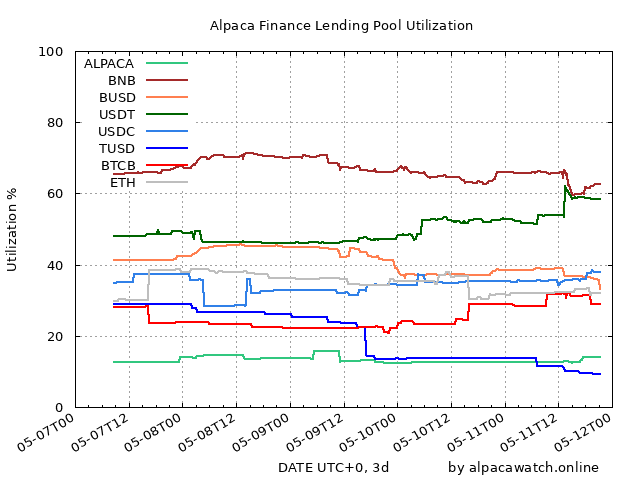 Alpaca Finance Lending Pool Utilization
100
80
60
40
20
0
Utilization %
ALPACA
BNB
BUSD
USDT
USDC
TUSD
BTCB
ETH
05-07T00
05-07T12
05-08T00
05-08T12
05-09T00
05-09T12
05-10T00
05-10T12
05-11T00
05-11T12
05-12T00
DATE UTC+0, 3d
by alpacawatch.online